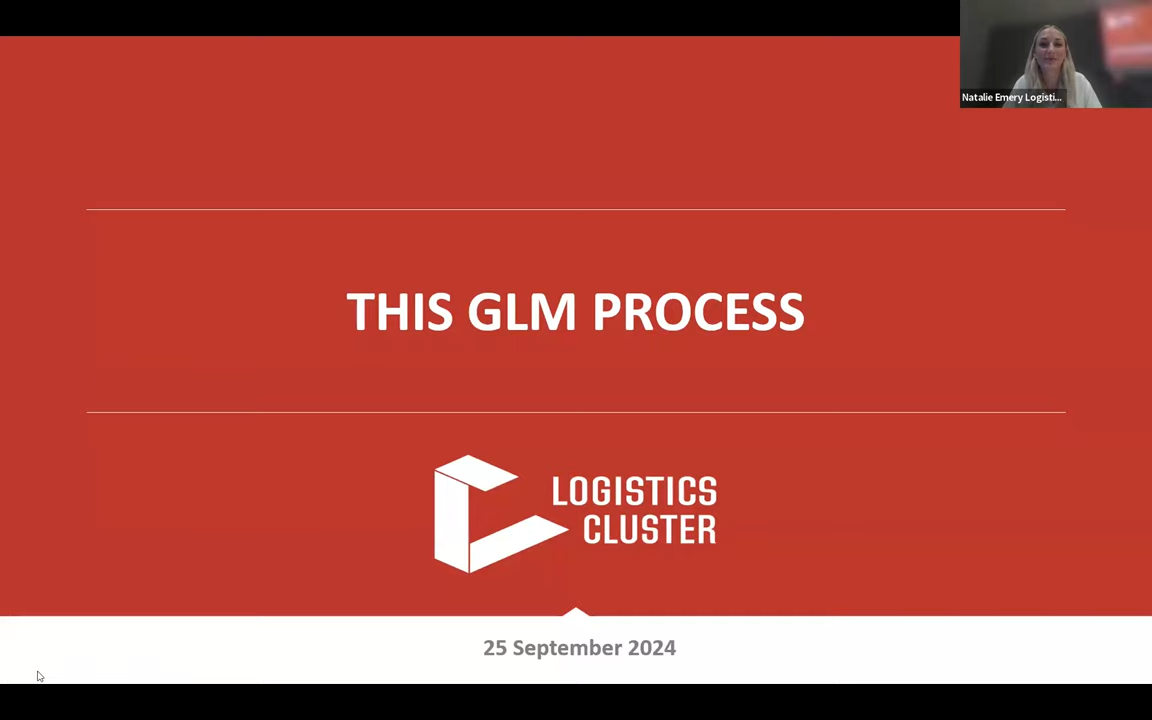 Natalie Emery Logisti...
THIS GLM PROCESS
LOGISTICS
CLUSTER
25 September 2024